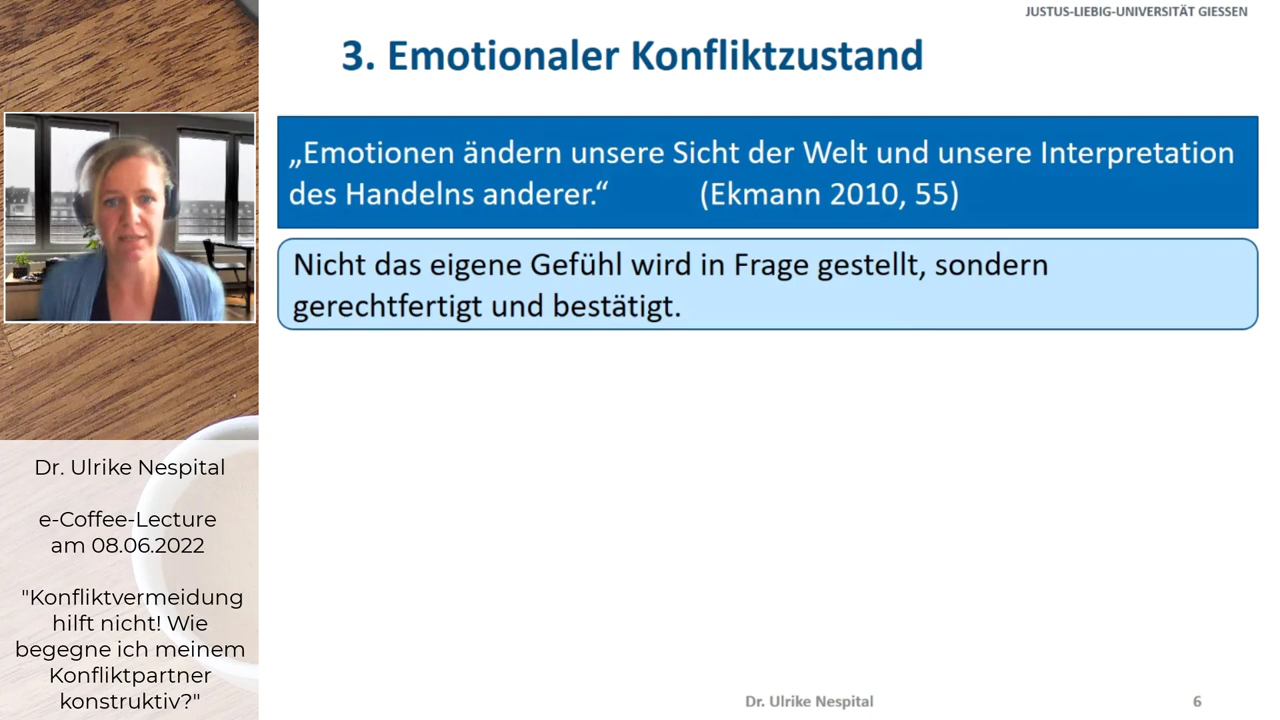 JUSTUS-LIEBIG-UNIVERSITÄT GIESSEN
3. Emotionaler Konfliktzustand
„Emotionen ändern unsere Sicht der Welt und unsere Interpretation
des Handelns anderer.“ (Ekmann 2010, 55)
Nicht das eigene Gefühl wird in Frage gestellt, sondern
gerechtfertigt und bestätigt.
Dr. Ulrike Nespital
e-Coffee-Lecture
am 08.06.2022
"Konfliktvermeidung
hilft nicht! Wie
begegne ich meinem
Konfliktpartner
konstruktiv?"
Dr. Ulrike Nespital
6